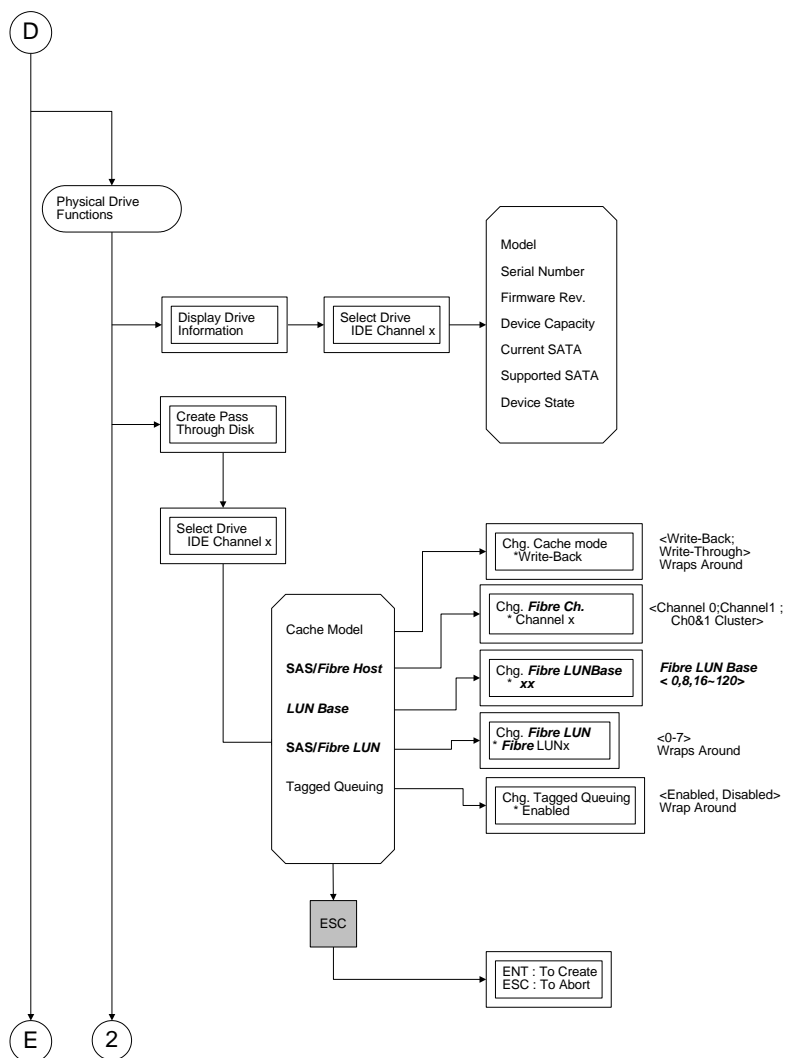 D
Physical Drive
Functions
Display Drive
Information
Select Drive
IDE Channel x
Model
Serial Number
Firmware Rev.
Device Capacity
Current SATA
Supported SATA
Device State
Create Pass
Through Disk
Select Drive
IDE Channel x
Cache Model
SAS/Fibre Host
LUN Base
SAS/Fibre LUN
Tagged Queuing
Chg. Cache mode
*Write-Back
<Write-Back;
Write-Through>
Wraps Around
Chg. Fibre Ch.
* Channel x
<Channel 0;Channel1 ;
Ch0&1 Cluster>
Chg. Fibre LUNBase
* xx
Fibre LUN Base
< 0,8,16~120>
Chg. Fibre LUN
* Fibre LUNx
<0-7>
Wraps Around
Chg. Tagged Queuing
* Enabled
<Enabled, Disabled>
Wrap Around
ESC
ENT : To Create
ESC : To Abort
E
2